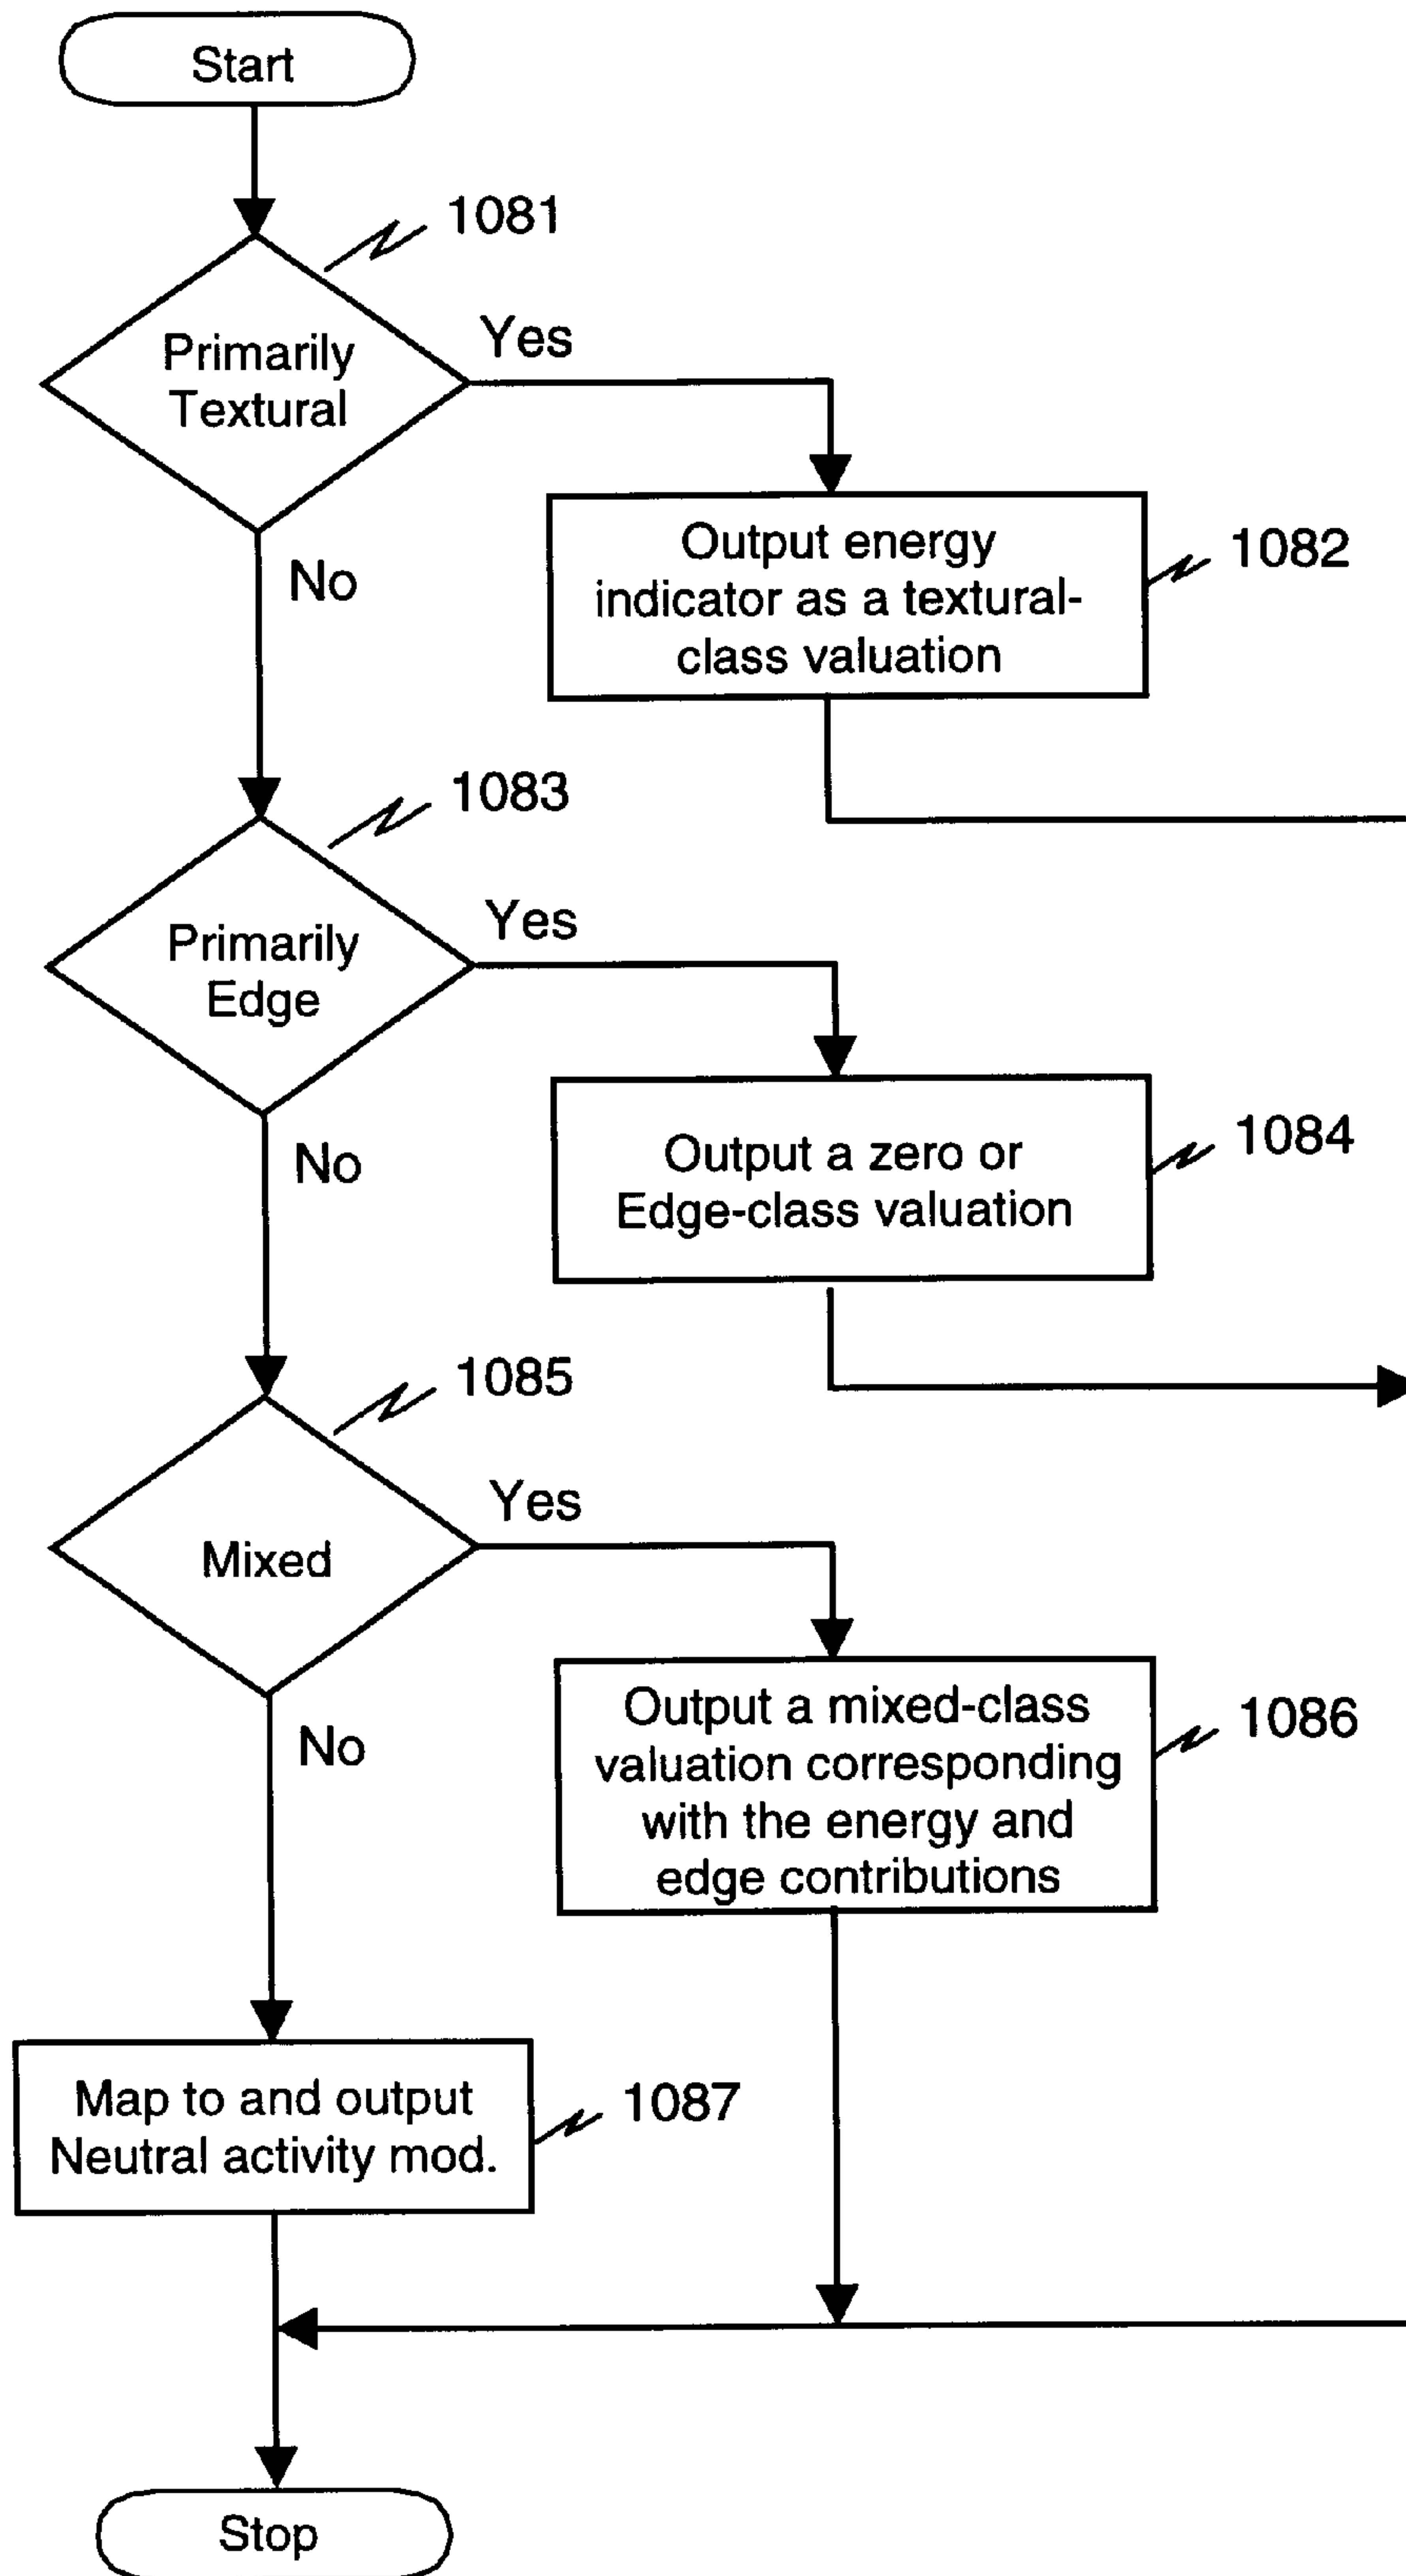 Start
1081
Primarily
Textural
Yes
No
Output energy
indicator as a textural-
class valuation
1082
1083
Primarily
Edge
Yes
No
Output a zero or
Edge-class valuation
1084
1085
Mixed
Yes
No
Output a mixed-class
valuation corresponding
with the energy and
edge contributions
1086
Map to and output
Neutral activity mod.
1087
Stop